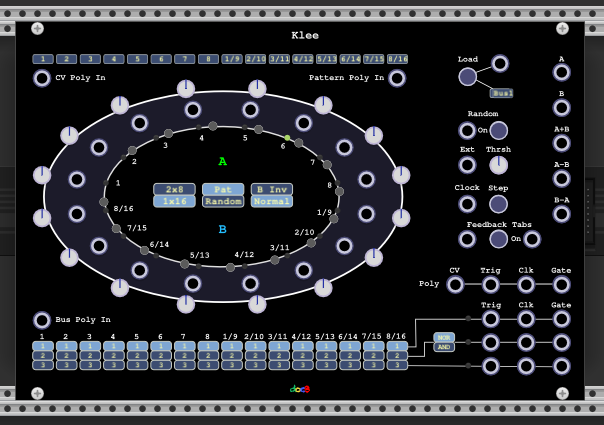 Klee
1 2 3 4 5 6 7 8 1/9 2/10 3/11 4/12 5/13 6/14 7/15 8/16
CV Poly In
Pattern Poly In
Load
Bus1
A
B
A+B
A-B
B-A
Random
On
Ext
Thrsh
Clock
Step
Feedback Tabs
On
1
2
3
4
5
6
7
8
1/9
2/10
3/11
4/12
5/13
6/14
7/15
8/16
A
2x8 Pat B Inv
1x16 Random Normal
B
Poly CV Trig Clk Gate
Trig Clk Gate
Bus Poly In
1 2 3 4 5 6 7 8 1/9 2/10 3/11 4/12 5/13 6/14 7/15 8/16
1 1 1 1 1 1 1 1 1 1 1 1 1 1 1 1
2 2 2 2 2 2 2 2 2 2 2 2 2 2 2 2
3 3 3 3 3 3 3 3 3 3 3 3 3 3 3 3
NOR
AND